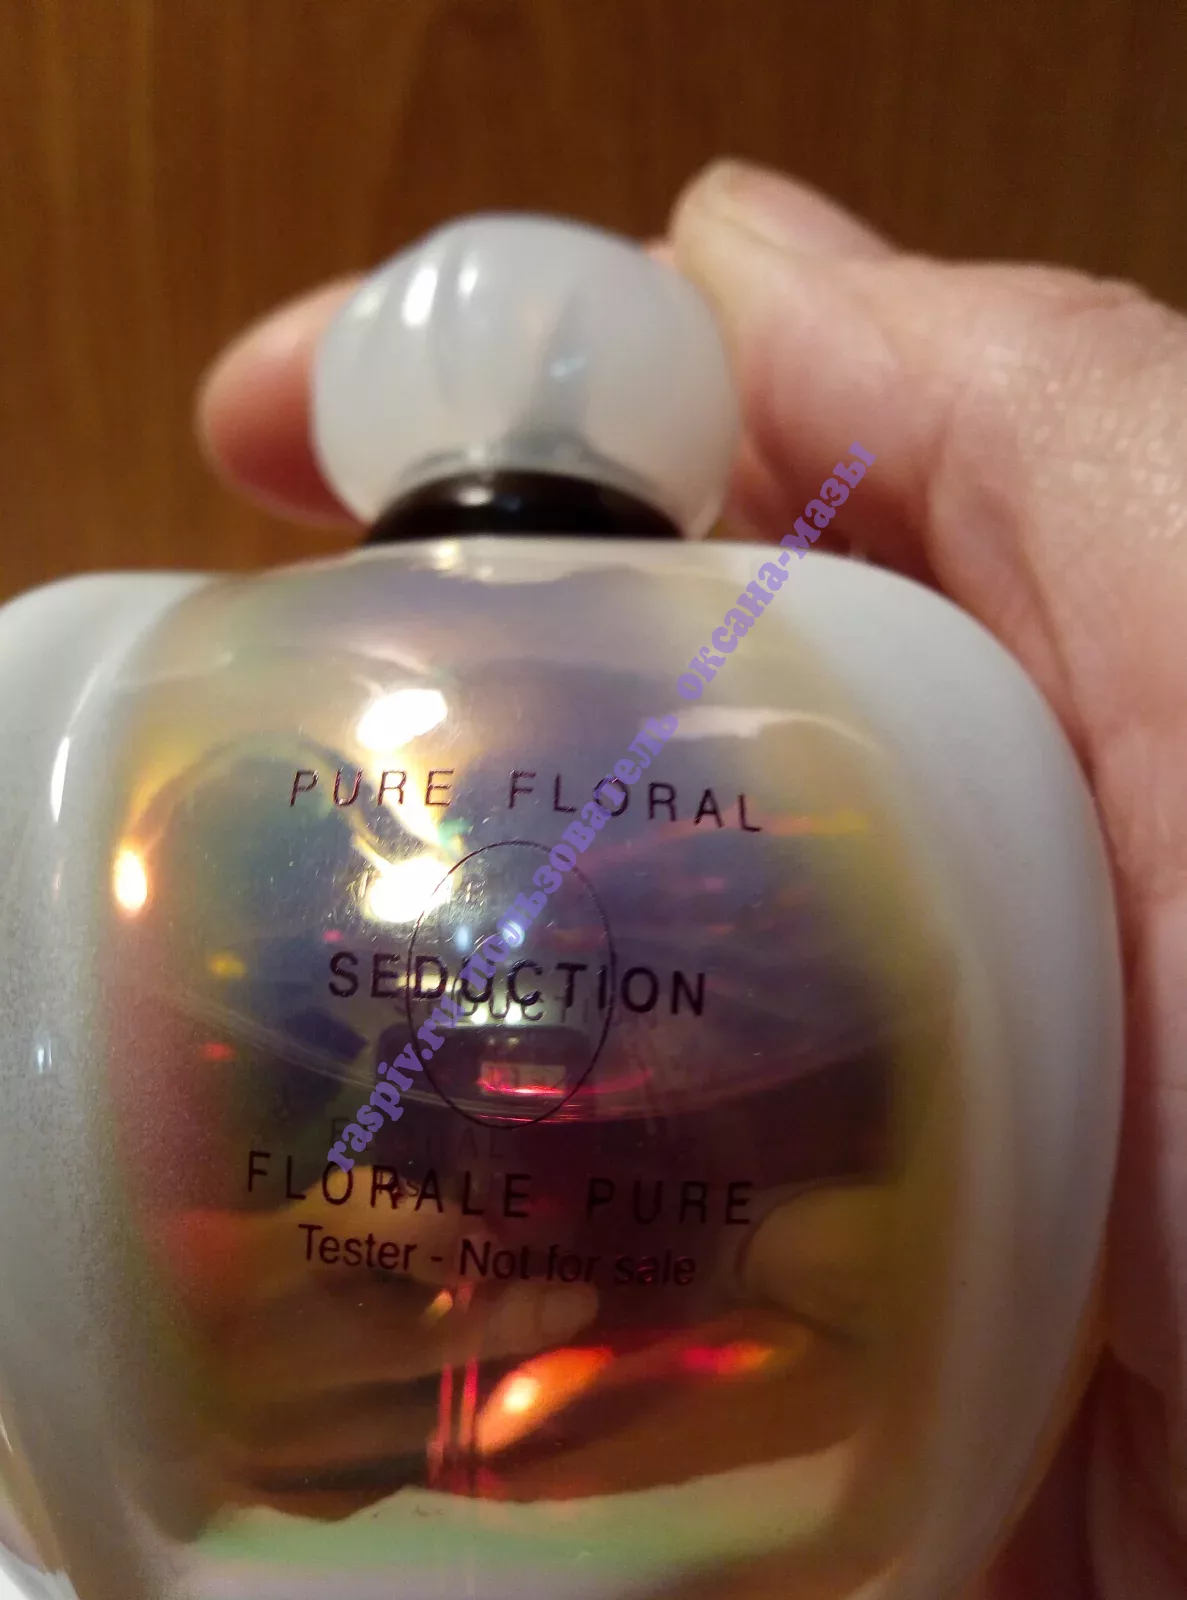 PURE FLORAL
SEDUCTION
FLORALE PURE
Tester - Not for sale
raspiv.ru пользователь оксана-мазы